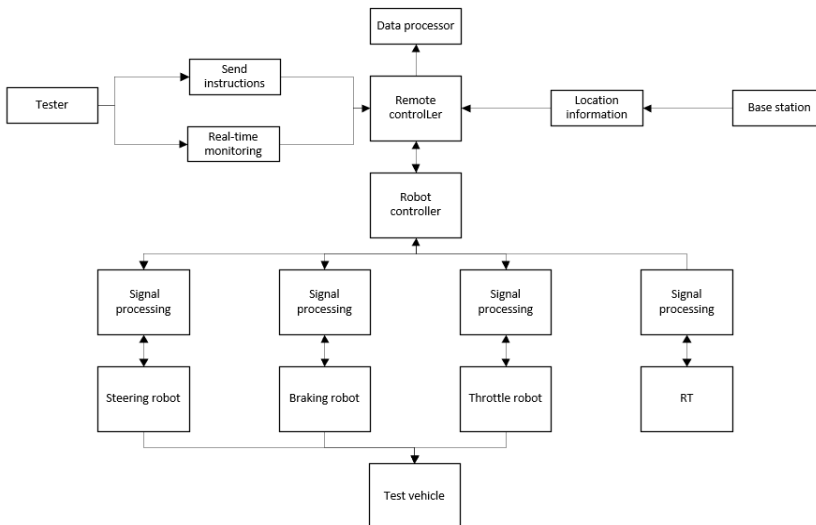 Data processor
Send
instructions
Tester
Real-time
monitoring
Remote
controlLer
Location
information
Base station
Robot
controller
Signal
processing
Signal
processing
Signal
processing
Signal
processing
Steering robot
Braking robot
Throttle robot
RT
Test vehicle